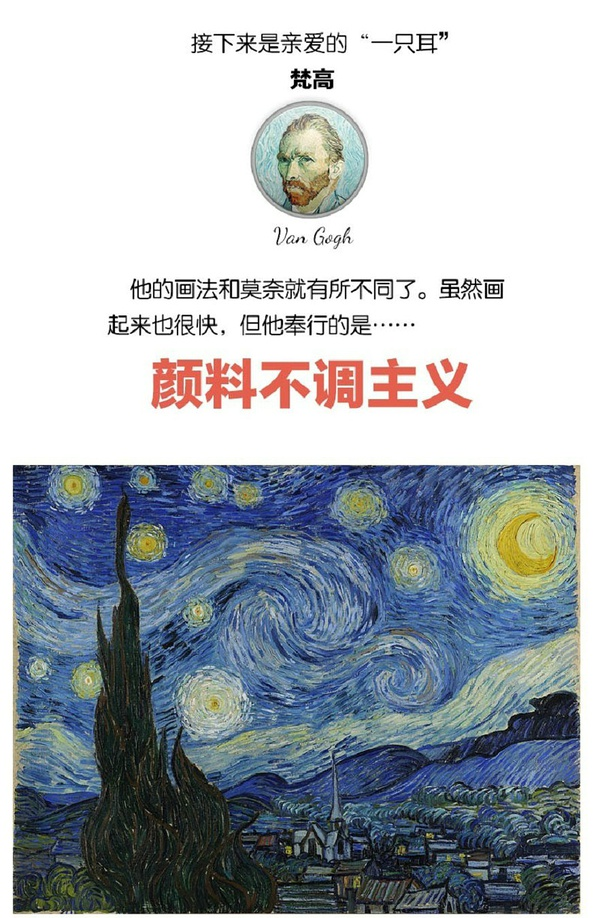 接下来是亲爱的“一只耳”
梵高
Van Gogh
他的画法和莫奈就有所不同了。虽然画
起来也很快，但他奉行的是……
颜料不调主义